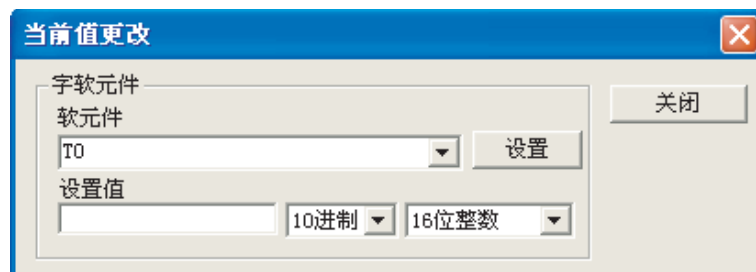 当前值更改
字软元件
关闭
软元件
T0
设置
设置值
10进制
16位整数